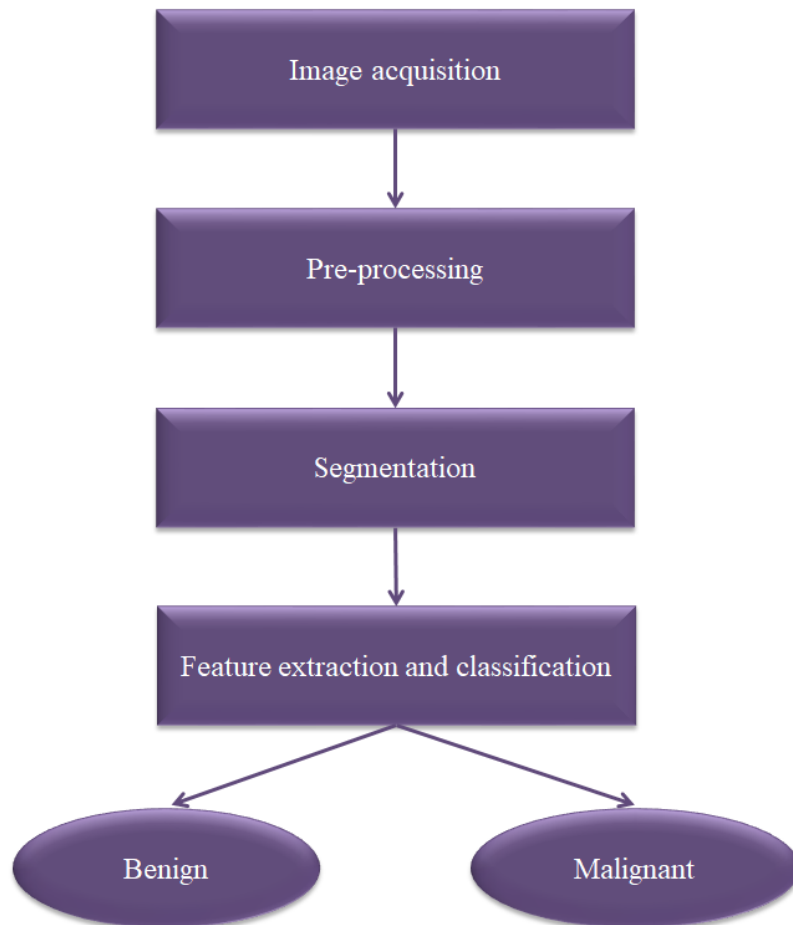 Image acquisition
Pre-processing
Segmentation
Feature extraction and classification
Benign
Malignant